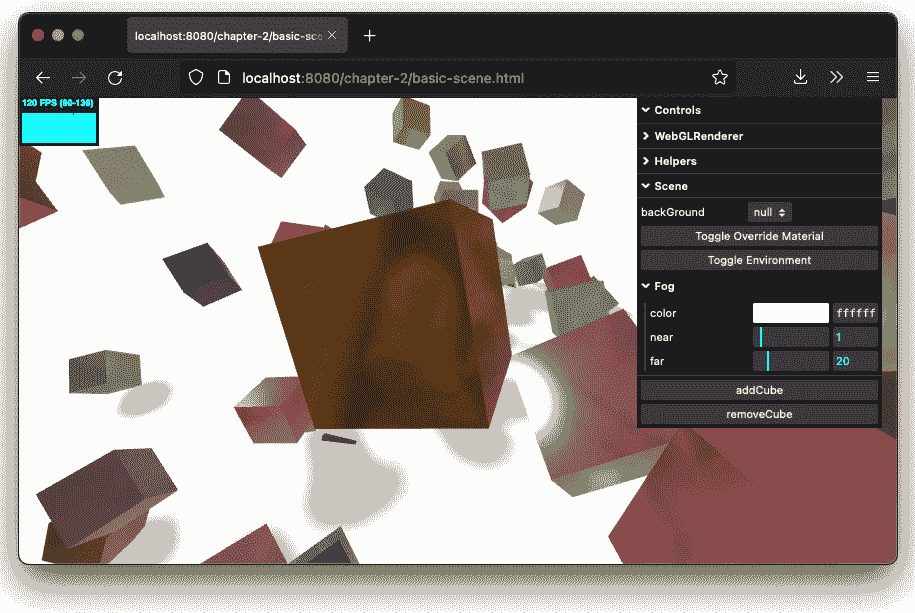 localhost:8080/chapter-2/basic-sc
localhost:8080/chapter-2/basic-scene.html
120 FPS (90-136)
Controls
WebGLRenderer
Helpers
Scene
backGround null
Toggle Override Material
Toggle Environment
Fog
color ffffff
near 1
far 20
addCube
removeCube